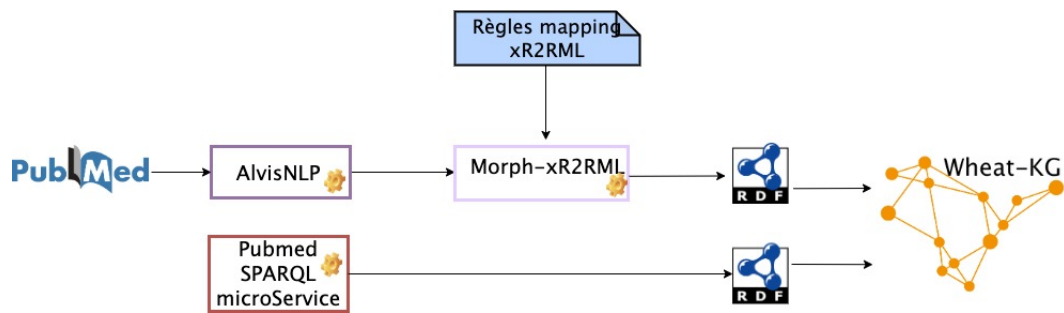 Règles mapping
xR2RML
PubMed
AlvisNLP
Morph-xR2RML
RDF
Wheat-KG
Pubmed
SPARQL
microService
RDF